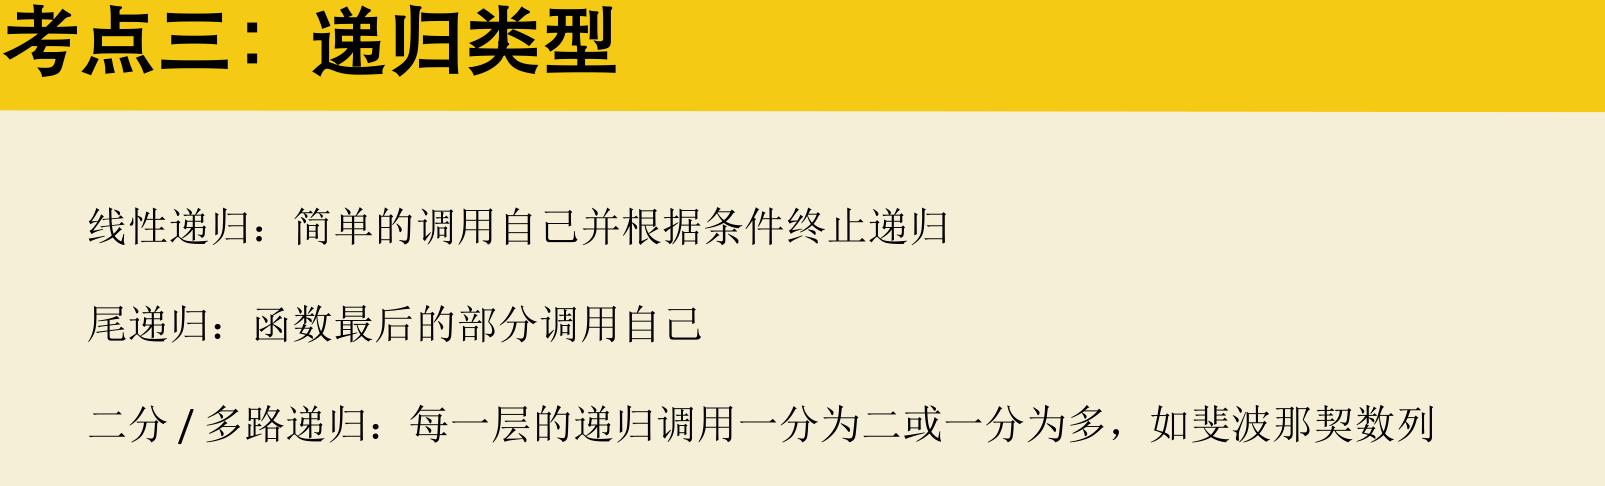 考点三：递归类型
线性递归：简单的调用自己并根据条件终止递归
尾递归：函数最后的部分调用自己
二分 / 多路递归：每一层的递归调用一分为二或一分为多，如斐波那契数列